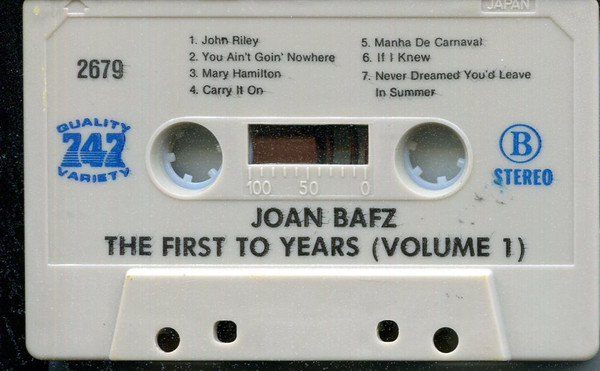 JAPAN
2679
1. John Riley
2. You Ain't Goin' Nowhere
3. Mary Hamilton
4. Carry It On
5. Manha De Carnaval
6. If I Knew
7. Never Dreamed You'd Leave
In Summer
QUALITY
747
VARIETY
B
STEREO
100 50 0
JOAN BAFZ
THE FIRST TO YEARS (VOLUME 1)